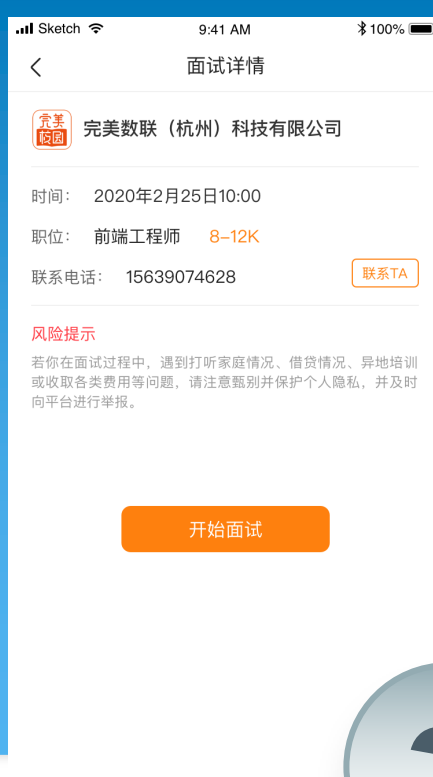 Sketch 9:41 AM 100%
面试详情
完美校园 完美数联（杭州）科技有限公司
时间： 2020年2月25日10:00
职位： 前端工程师 8-12K
联系电话： 15639074628 联系TA
风险提示
若你在面试过程中，遇到打听家庭情况、借贷情况、异地培训
或收取各类费用等问题，请注意甄别并保护个人隐私，并及时
向平台进行举报。
开始面试